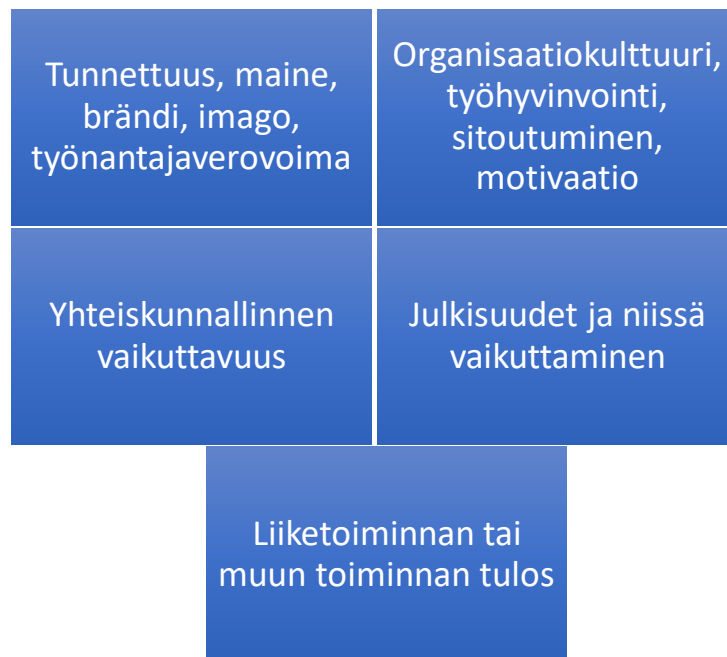 Tunnettuus, maine,
brändi, imago,
työnantajaverovoima
Organisaatiokulttuuri,
työhyvinvointi,
sitoutuminen,
motivaatio
Yhteiskunnallinnen
vaikuttavuus
Julkisuudet ja niissä
vaikuttaminen
Liiketoiminnan tai
muun toiminnan tulos